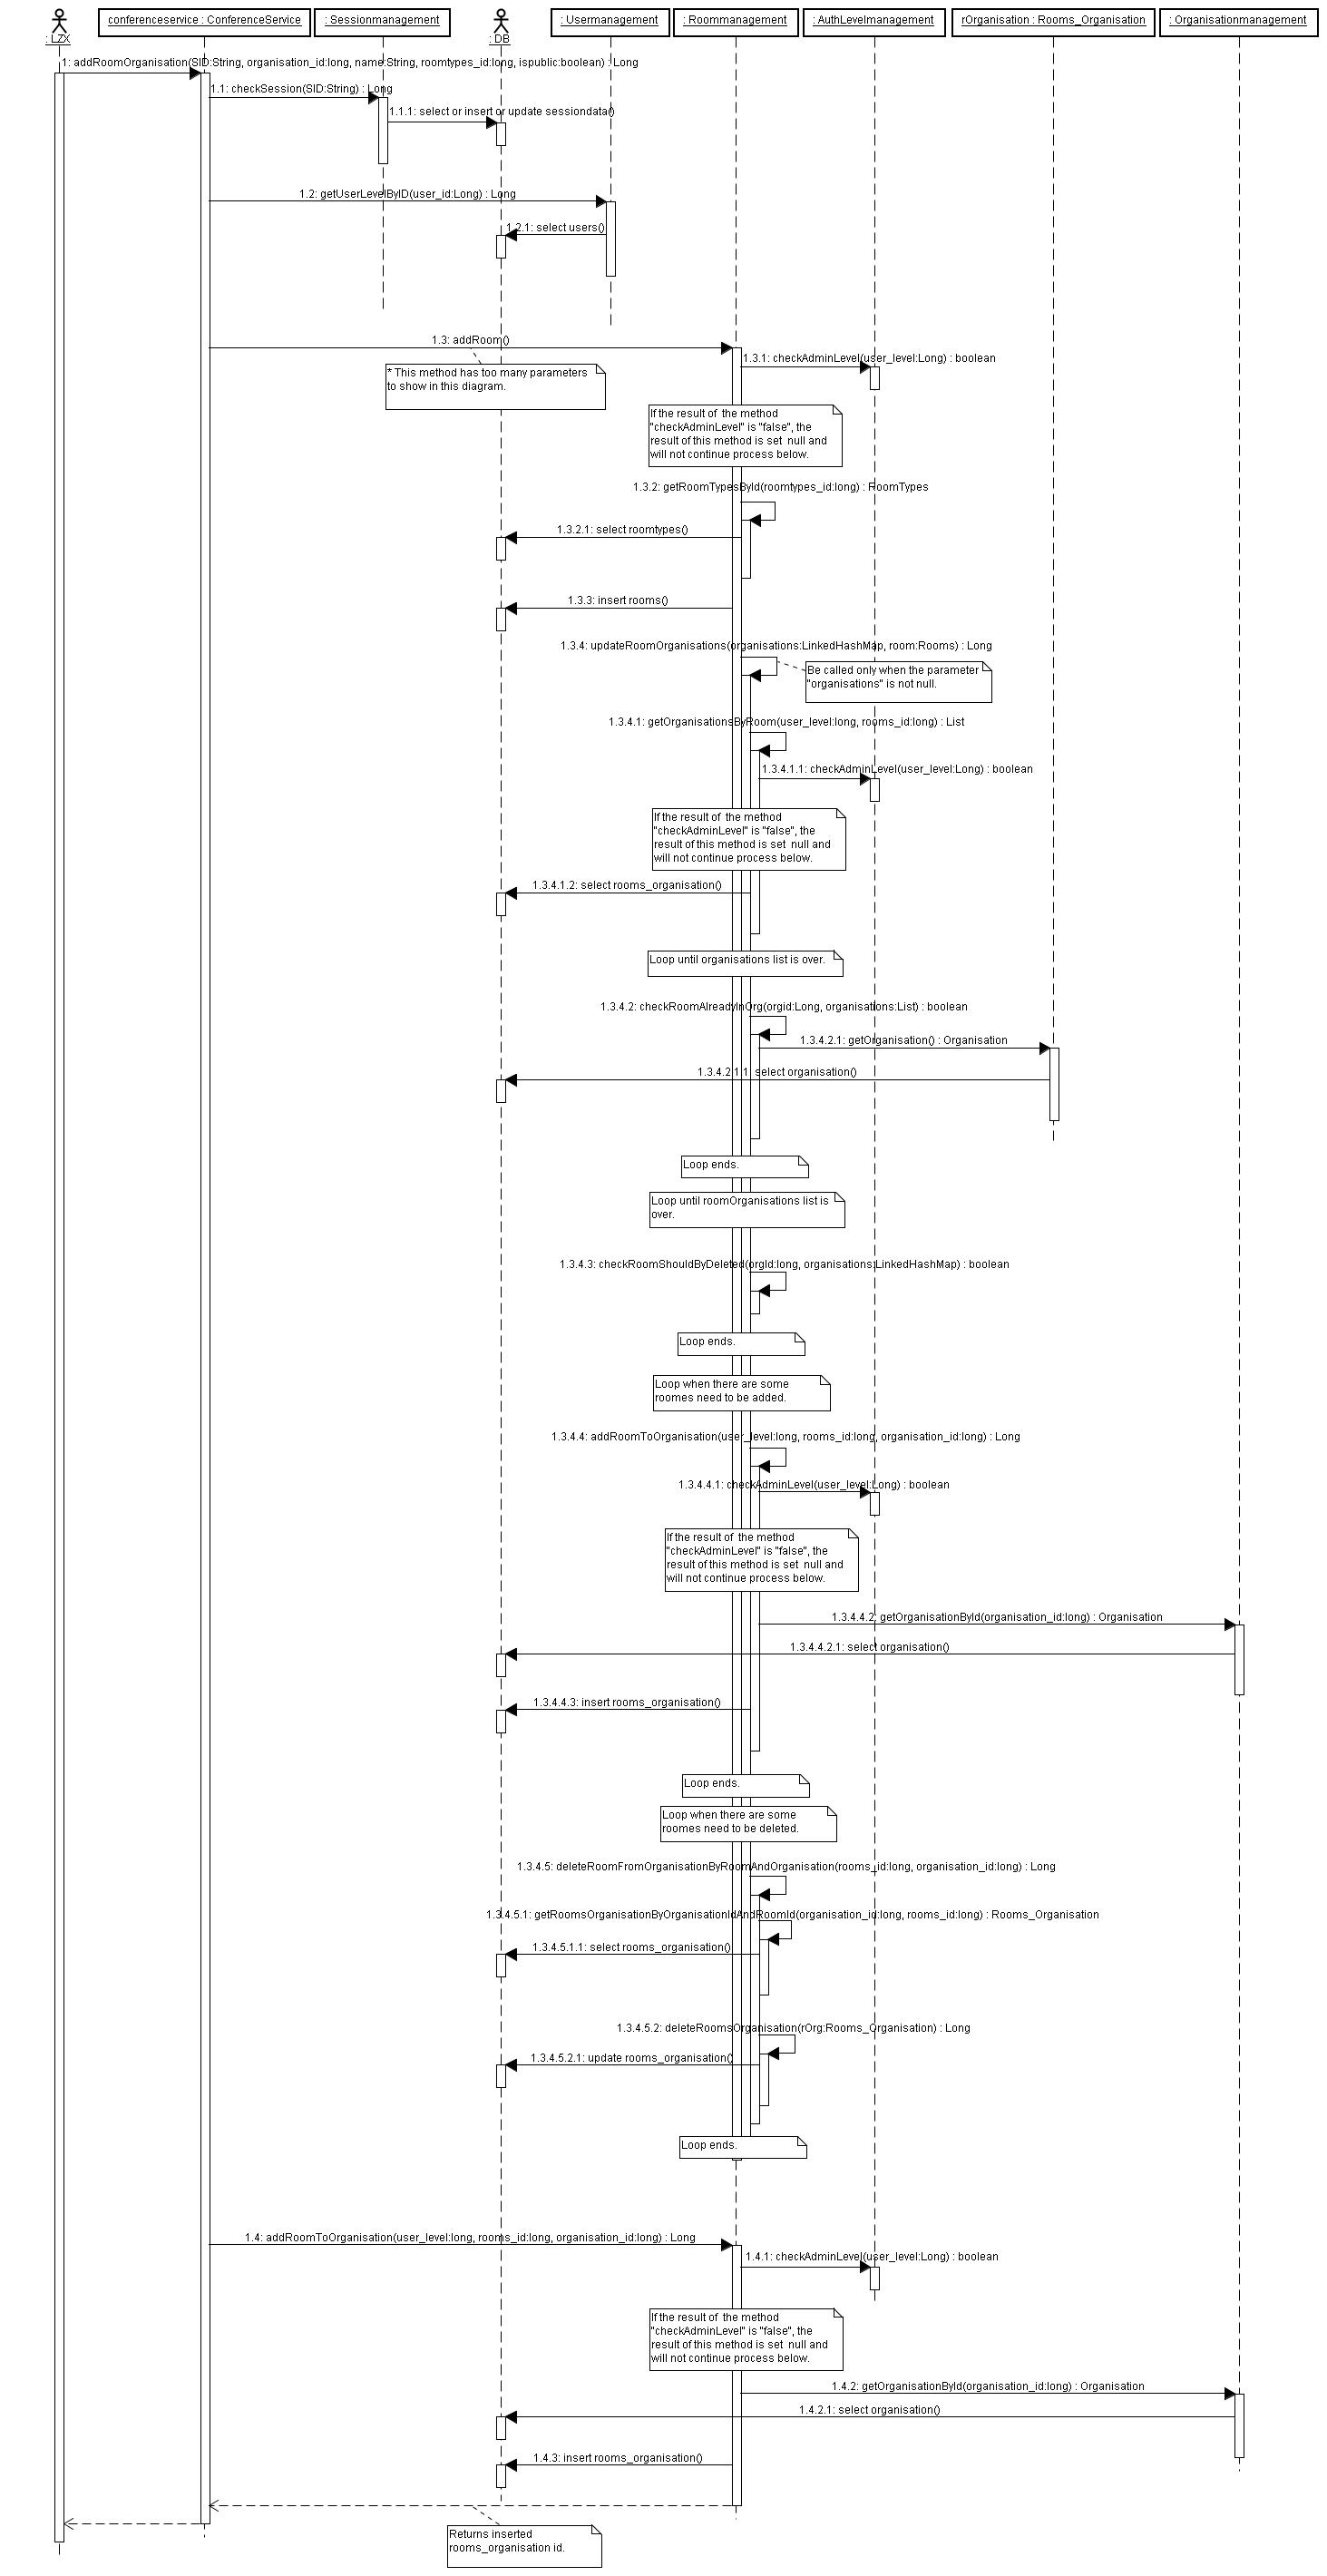 conferenceservice : ConferenceService
: Sessionmanagement
: Usermanagement
: Roommanagement
: AuthLevelmanagement
rOrganisation : Rooms_Organisation
: Organisationmanagement
: LZX
: DB
1: addRoomOrganisation(SID:String, organisation_id:long, name:String, roomtypes_id:long, ispublic:boolean) : Long
1.1: checkSession(SID:String) : Long
1.1.1: select or insert or update sessiondata()
1.2: getUserLevelByID(user_id:Long) : Long
1.2.1: select users()
1.3: addRoom()
1.3.1: checkAdminLevel(user_level:Long) : boolean
* This method has too many parameters
to show in this diagram.
If the result of the method
"checkAdminLevel" is "false", the
result of this method is set null and
will not continue process below.
1.3.2: getRoomTypesById(roomtypes_id:long) : RoomTypes
1.3.2.1: select roomtypes()
1.3.3: insert rooms()
1.3.4: updateRoomOrganisations(organisations:LinkedHashMap, room:Rooms) : Long
Be called only when the parameter
"organisations" is not null.
1.3.4.1: getOrganisationsByRoom(user_level:long, rooms_id:long) : List
1.3.4.1.1: checkAdminLevel(user_level:Long) : boolean
If the result of the method
"checkAdminLevel" is "false", the
result of this method is set null and
will not continue process below.
1.3.4.1.2: select rooms_organisation()
Loop until organisations list is over.
1.3.4.2: checkRoomAlreadyInOrg(orgid:Long, organisations:List) : boolean
1.3.4.2.1: getOrganisation() : Organisation
1.3.4.2.1.1: select organisation()
Loop ends.
Loop until roomOrganisations list is
over.
1.3.4.3: checkRoomShouldByDeleted(orgId:long, organisations:LinkedHashMap) : boolean
Loop ends.
Loop when there are some
roomes need to be added.
1.3.4.4: addRoomToOrganisation(user_level:long, rooms_id:long, organisation_id:long) : Long
1.3.4.4.1: checkAdminLevel(user_level:Long) : boolean
If the result of the method
"checkAdminLevel" is "false", the
result of this method is set null and
will not continue process below.
1.3.4.4.2: getOrganisationById(organisation_id:long) : Organisation
1.3.4.4.2.1: select organisation()
1.3.4.4.3: insert rooms_organisation()
Loop ends.
Loop when there are some
roomes need to be deleted.
1.3.4.5: deleteRoomFromOrganisationByRoomAndOrganisation(rooms_id:long, organisation_id:long) : Long
1.3.4.5.1: getRoomsOrganisationByOrganisationIdAndRoomId(organisation_id:long, rooms_id:long) : Rooms_Organisation
1.3.4.5.1.1: select rooms_organisation()
1.3.4.5.2: deleteRoomsOrganisation(rOrg:Rooms_Organisation) : Long
1.3.4.5.2.1: update rooms_organisation()
Loop ends.
1.4: addRoomToOrganisation(user_level:long, rooms_id:long, organisation_id:long) : Long
1.4.1: checkAdminLevel(user_level:Long) : boolean
If the result of the method
"checkAdminLevel" is "false", the
result of this method is set null and
will not continue process below.
1.4.2: getOrganisationById(organisation_id:long) : Organisation
1.4.2.1: select organisation()
1.4.3: insert rooms_organisation()
Returns inserted
rooms_organisation id.